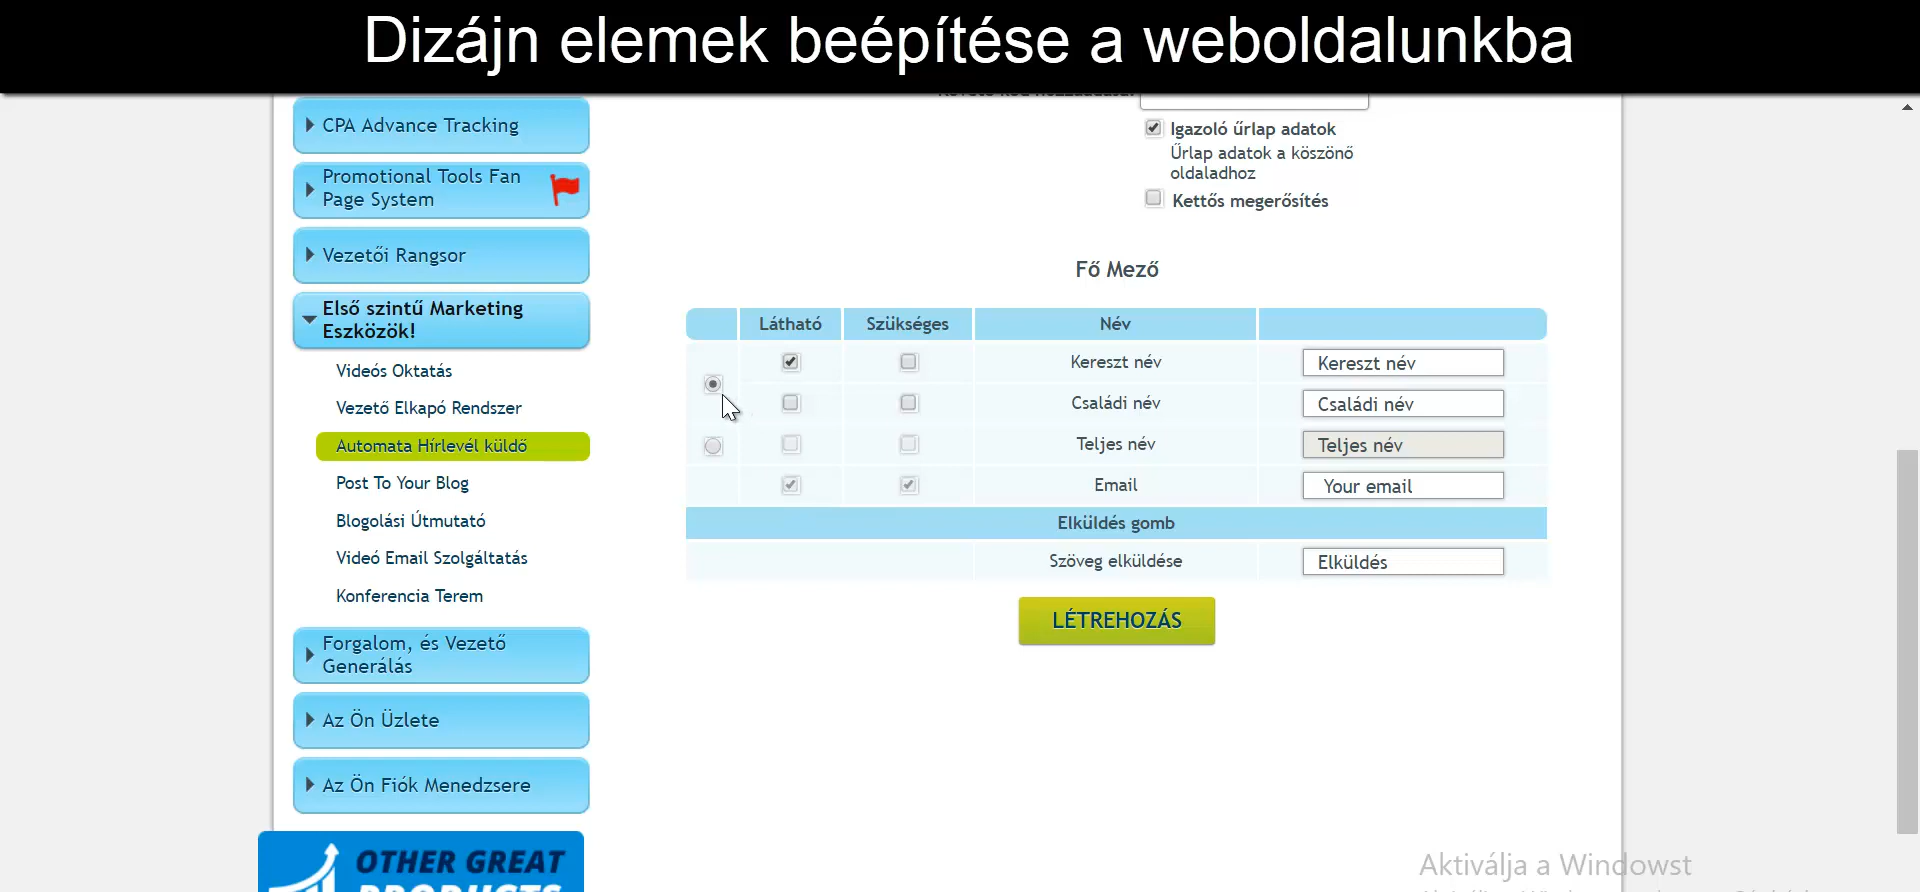 Dizájn elemek beépítése a weboldalunkba
CPA Advance Tracking
Promotional Tools Fan
Page System
Vezetői Rangsor
Első szintű Marketing
Eszközök!
Videós Oktatás
Vezető Elkapó Rendszer
Automata Hírlevél küldő
Post To Your Blog
Blogolási Útmutató
Videó Email Szolgáltatás
Konferencia Terem
Forgalom, és Vezető
Generálás
Az Ön Üzlete
Az Ön Fiók Menedzsere
OTHER GREAT
PRODUCTS
Igazoló űrlap adatok
Űrlap adatok a köszönő
oldaladhoz
Kettős megerősítés
Fő Mező
Látható Szükséges Név
Kereszt név Kereszt név
Családi név Családi név
Teljes név Teljes név
Email Your email
Elküldés gomb
Szöveg elküldése Elküldés
LÉTREHOZÁS
Aktiválja a Windowst